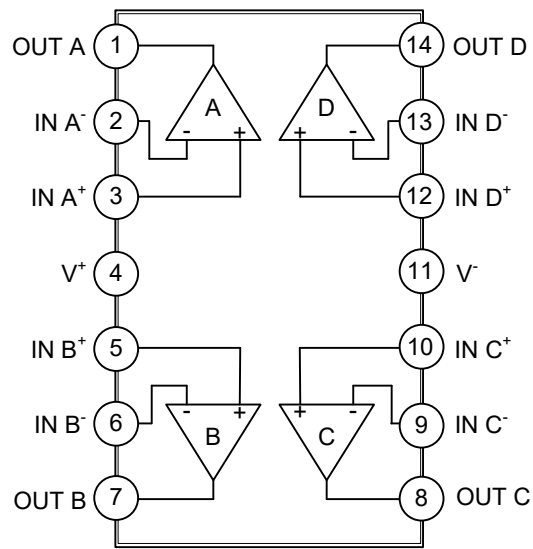 OUT A 1 14 OUT D
A D
IN A⁻ 2 - + + - 13 IN D⁻
IN A⁺ 3 12 IN D⁺
V⁺ 4 11 V⁻
IN B⁺ 5 10 IN C⁺
IN B⁻ 6 - + + - 9 IN C⁻
B C
OUT B 7 8 OUT C